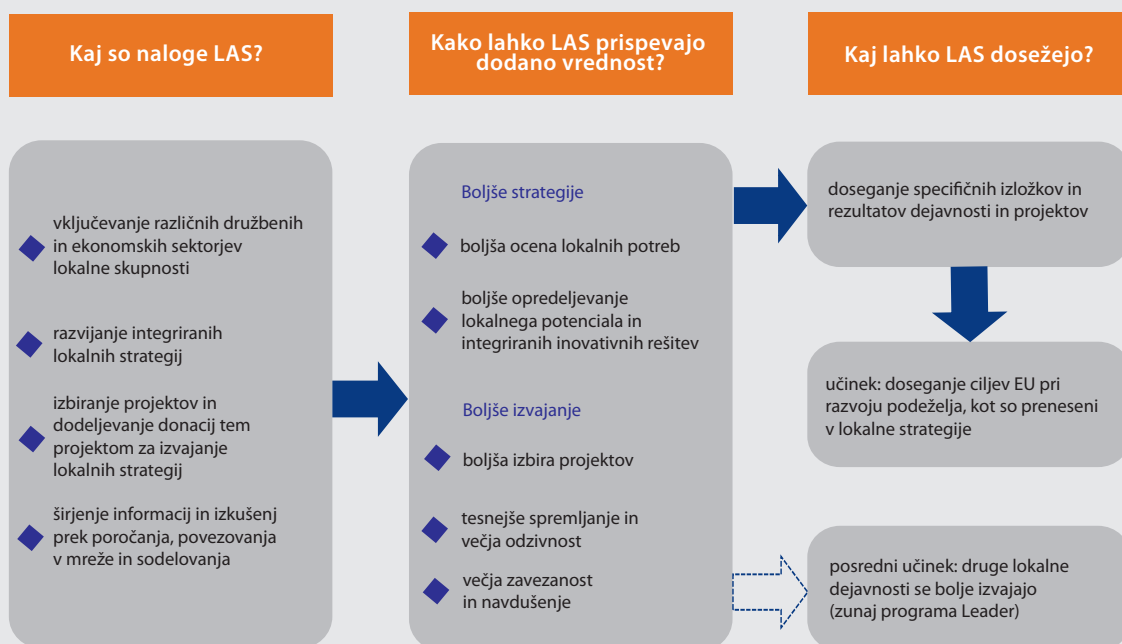 Kaj so naloge LAS?
vključevanje različnih družbenih
in ekonomskih sektorjev
lokalne skupnosti
razvijanje integriranih
lokalnih strategij
izbiranje projektov in
dodeljevanje donacij tem
projektom za izvajanje
lokalnih strategij
širjenje informacij in izkušenj
prek poročanja, povezovanja
v mreže in sodelovanja
Kako lahko LAS prispevajo
dodano vrednost?
Boljše strategije
boljša ocena lokalnih potreb
boljše opredeljevanje
lokalnega potenciala in
integriranih inovativnih rešitev
Boljše izvajanje
boljša izbira projektov
tesnejše spremljanje in
večja odzivnost
večja zavezanost
in navdušenje
Kaj lahko LAS dosežejo?
doseganje specifičnih izložkov in
rezultatov dejavnosti in projektov
učinek: doseganje ciljev EU pri
razvoju podeželja, kot so preneseni
v lokalne strategije
posredni učinek: druge lokalne
dejavnosti se bolje izvajajo
(zunaj programa Leader)